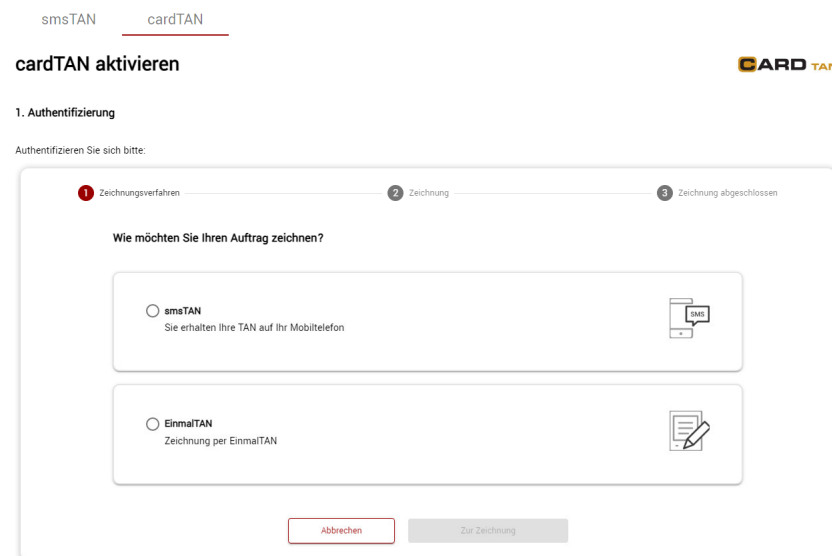 smsTAN cardTAN
cardTAN aktivieren
CARD TAN
1. Authentifizierung
Authentifizieren Sie sich bitte:
1 Zeichnungsverfahren 2 Zeichnung 3 Zeichnung abgeschlossen
Wie möchten Sie Ihren Auftrag zeichnen?
smsTAN
Sie erhalten Ihre TAN auf Ihr Mobiltelefon
SMS
EinmalTAN
Zeichnung per EinmalTAN
Abbrechen Zur Zeichnung